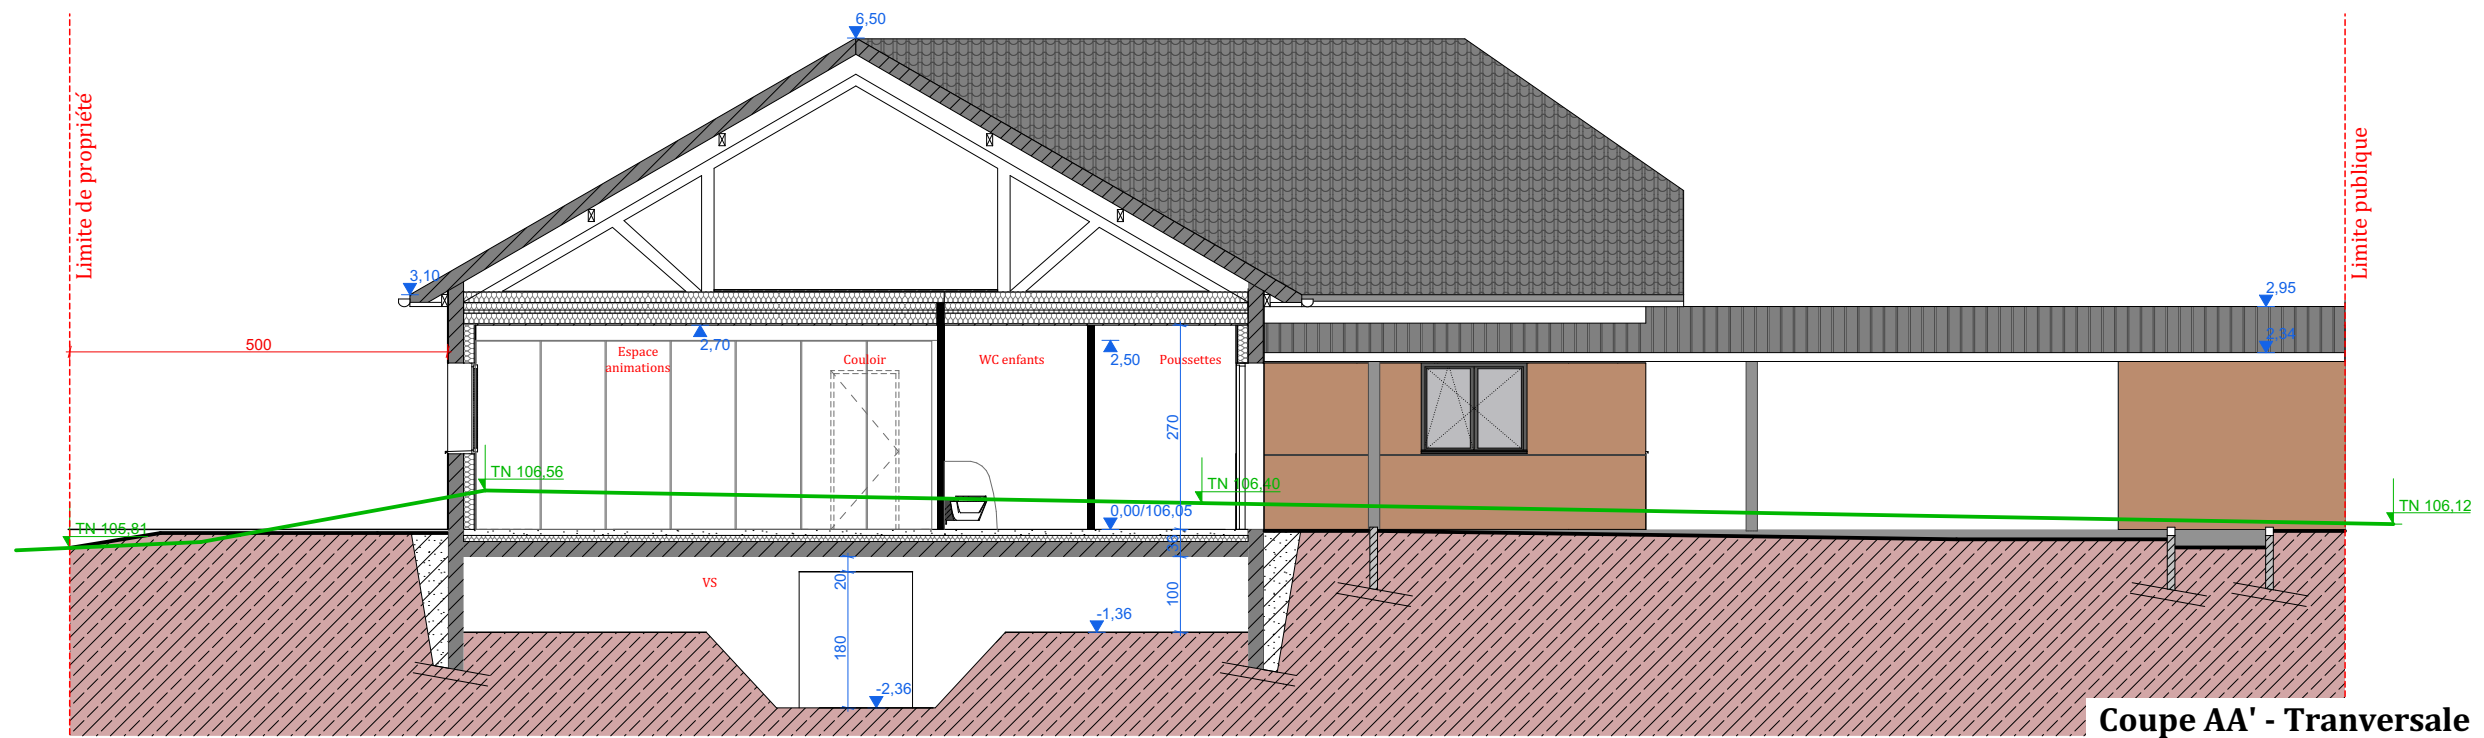 6,50
Limite de propriété
Limite publique
3,10
2,95
2,34
500
2,70
Espace
animations
Couloir
WC enfants
2,50
Poussettes
270
TN 106,56
TN 106,40
TN 105,81
0,00/106,05
TN 106,12
VS
20
100
-1,36
180
-2,36
Coupe AA' - Tranversale